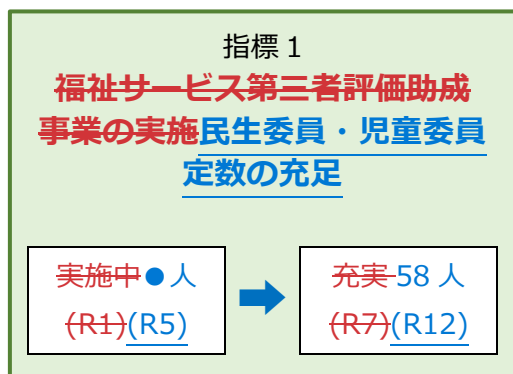 指標1
福祉サービス第三者評価助成
事業の実施民生委員・児童委員
定数の充足
実施中●人
(R1)(R5)
充実58人
(R7)(R12)